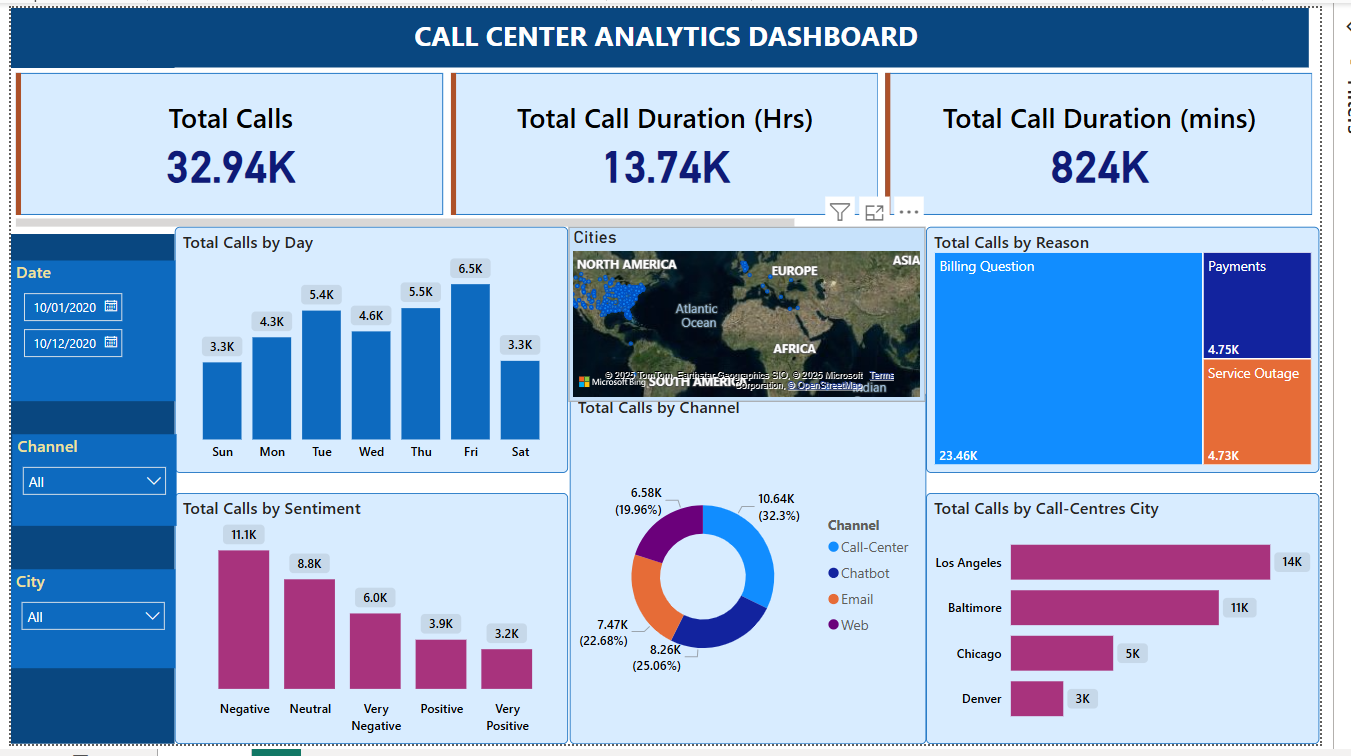 CALL CENTER ANALYTICS DASHBOARD
Total Calls
32.94K
Total Call Duration (Hrs)
13.74K
Total Call Duration (mins)
824K
Date
10/01/2020
10/12/2020
Channel
All
City
All
Total Calls by Day
3.3K
4.3K
5.4K
4.6K
5.5K
6.5K
3.3K
Sun
Mon
Tue
Wed
Thu
Fri
Sat
Total Calls by Sentiment
11.1K
8.8K
6.0K
3.9K
3.2K
Negative
Neutral
Very
Negative
Positive
Very
Positive
Cities
NORTH AMERICA
EUROPE
ASIA
Atlantic
Ocean
AFRICA
SOUTH AMERICA
Microsoft Bing
© 2025 TomTom, Earthstar Geographics SIO, © 2025 Microsoft
Corporation, © OpenStreetMap
Terms
Total Calls by Channel
6.58K
(19.96%)
10.64K
(32.3%)
7.47K
(22.68%)
8.26K
(25.06%)
Channel
Call-Center
Chatbot
Email
Web
Total Calls by Reason
Billing Question
23.46K
Payments
4.75K
Service Outage
4.73K
Total Calls by Call-Centres City
Los Angeles
14K
Baltimore
11K
Chicago
5K
Denver
3K